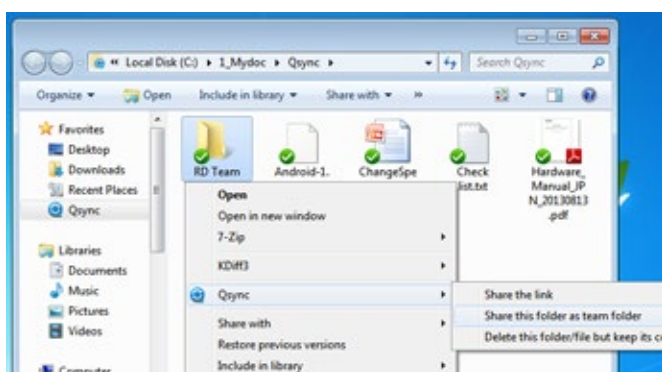 Local Disk (C:) ▸ 1_Mydoc ▸ Qsync ▸
Search Qsync
Organize Open Include in library Share with »
Favorites
Desktop
Downloads
Recent Places
Qsync
Libraries
Documents
Music
Pictures
Videos
Computer
RD Team
Android-1.
ChangeSpe
Check
list.txt
Hardware_
Manual_JP
N_20130813
.pdf
Open
Open in new window
7-Zip
KDiff3
Qsync
Share with
Restore previous versions
Include in library
Share the link
Share this folder as team folder
Delete this folder/file but keep its co